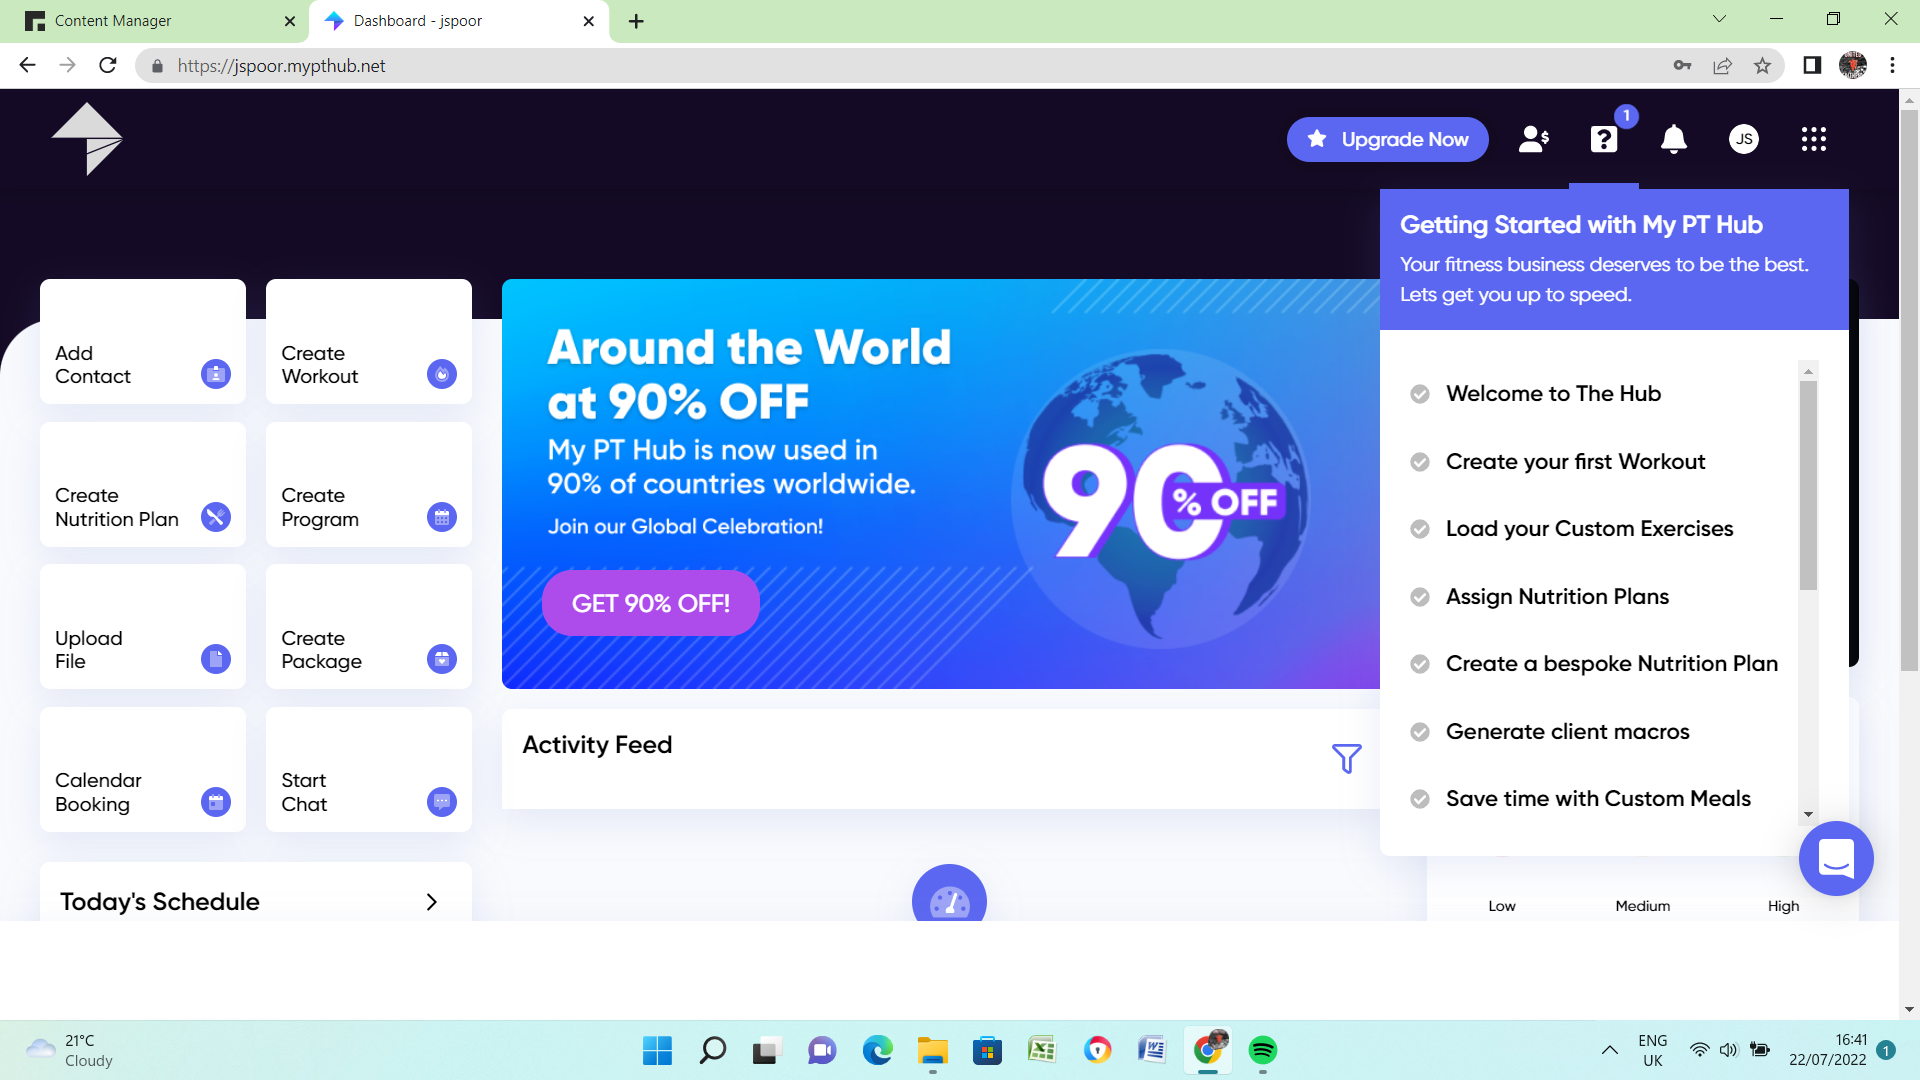 Content Manager
Dashboard - jspoor
https://jspoor.mypthub.net
Upgrade Now
1
JS
Getting Started with My PT Hub
Your fitness business deserves to be the best.
Lets get you up to speed.
Welcome to The Hub
Create your first Workout
Load your Custom Exercises
Assign Nutrition Plans
Create a bespoke Nutrition Plan
Generate client macros
Save time with Custom Meals
Add
Contact
Create
Workout
Create
Nutrition Plan
Create
Program
Upload
File
Create
Package
Calendar
Booking
Start
Chat
Today's Schedule
Around the World
at 90% OFF
My PT Hub is now used in
90% of countries worldwide.
Join our Global Celebration!
GET 90% OFF!
90
% OFF
Activity Feed
Low
Medium
High
21°C
Cloudy
ENG
UK
16:41
22/07/2022
1